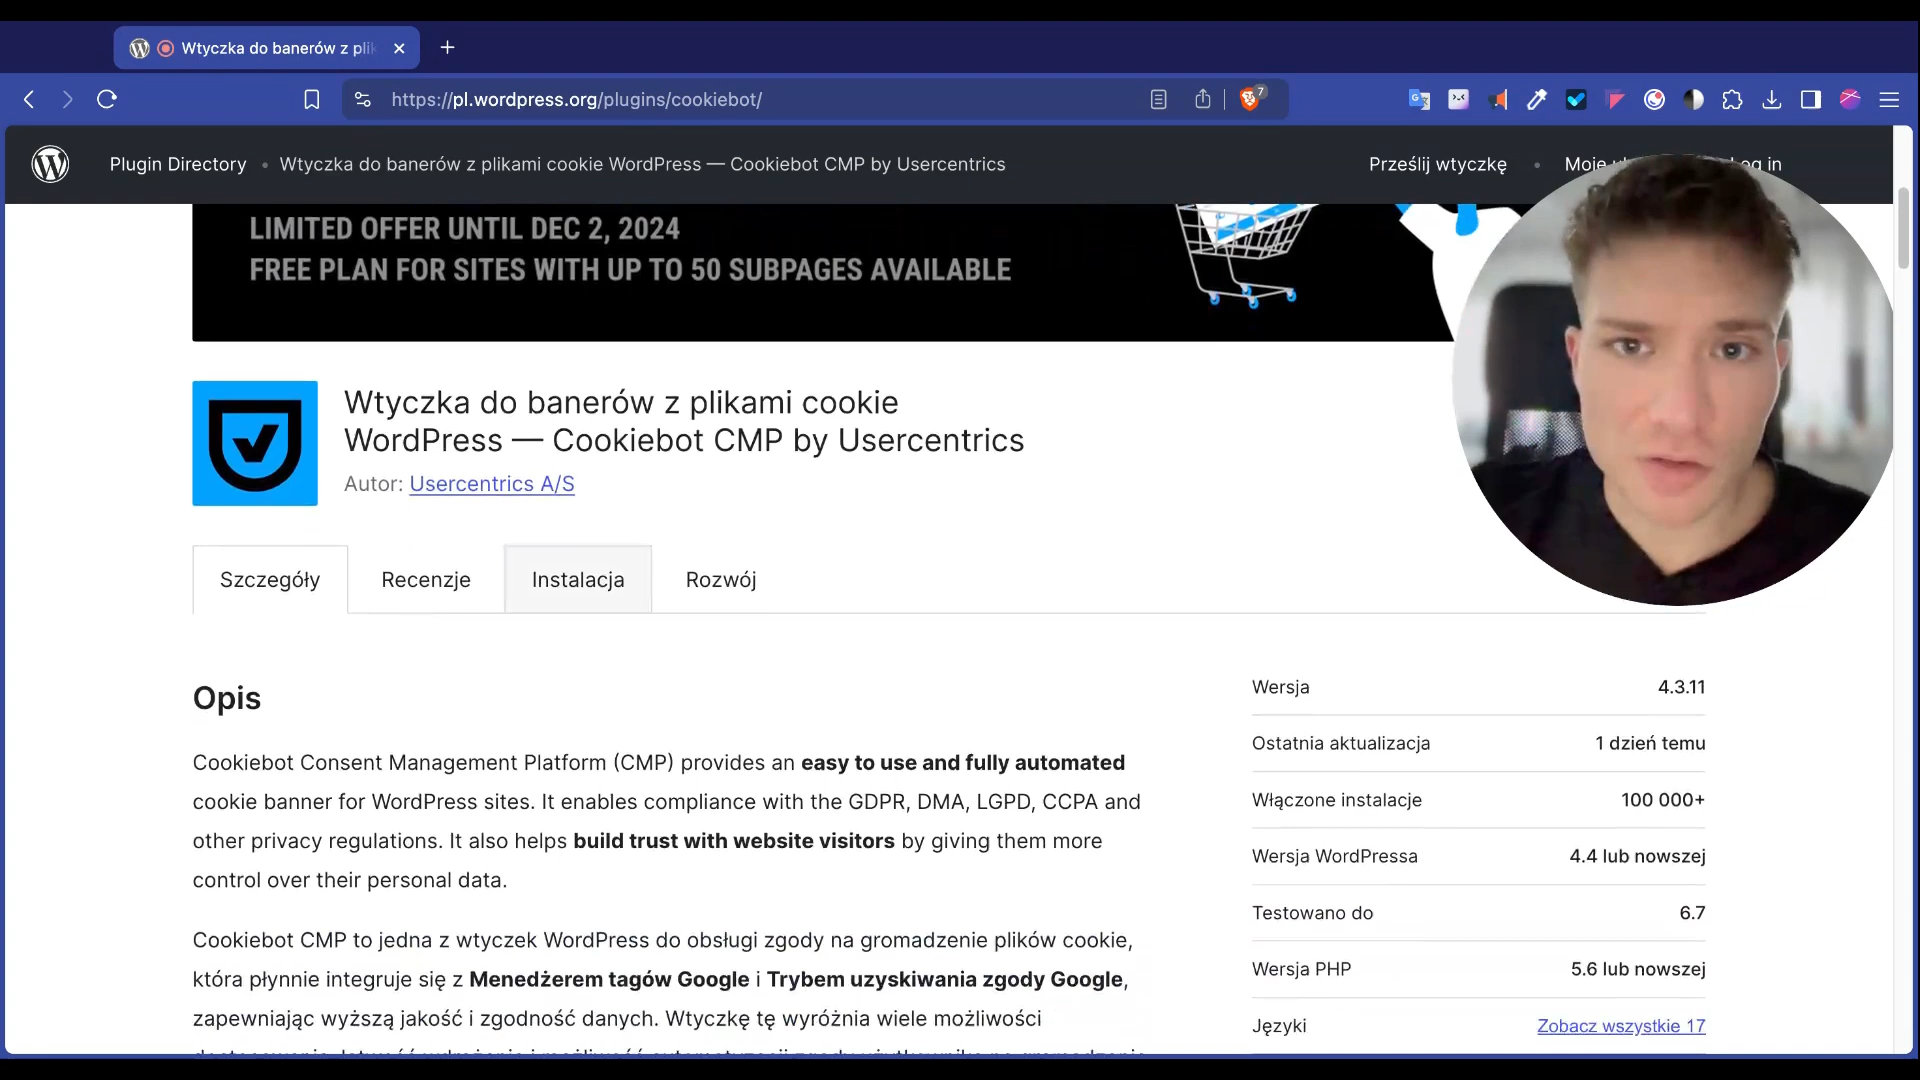 Wtyczka do banerów z pli
https://pl.wordpress.org/plugins/cookiebot/
7
Plugin Directory • Wtyczka do banerów z plikami cookie WordPress — Cookiebot CMP by Usercentrics
Prześlij wtyczkę • Moje in
LIMITED OFFER UNTIL DEC 2, 2024
FREE PLAN FOR SITES WITH UP TO 50 SUBPAGES AVAILABLE
Wtyczka do banerów z plikami cookie
WordPress — Cookiebot CMP by Usercentrics
Autor: Usercentrics A/S
Szczegóły
Recenzje
Instalacja
Rozwój
Opis
Cookiebot Consent Management Platform (CMP) provides an easy to use and fully automated
cookie banner for WordPress sites. It enables compliance with the GDPR, DMA, LGPD, CCPA and
other privacy regulations. It also helps build trust with website visitors by giving them more
control over their personal data.
Cookiebot CMP to jedna z wtyczek WordPress do obsługi zgody na gromadzenie plików cookie,
która płynnie integruje się z Menedżerem tagów Google i Trybem uzyskiwania zgody Google,
zapewniając wyższą jakość i zgodność danych. Wtyczkę tę wyróżnia wiele możliwości
Wersja 4.3.11
Ostatnia aktualizacja 1 dzień temu
Włączone instalacje 100 000+
Wersja WordPressa 4.4 lub nowszej
Testowano do 6.7
Wersja PHP 5.6 lub nowszej
Języki Zobacz wszystkie 17